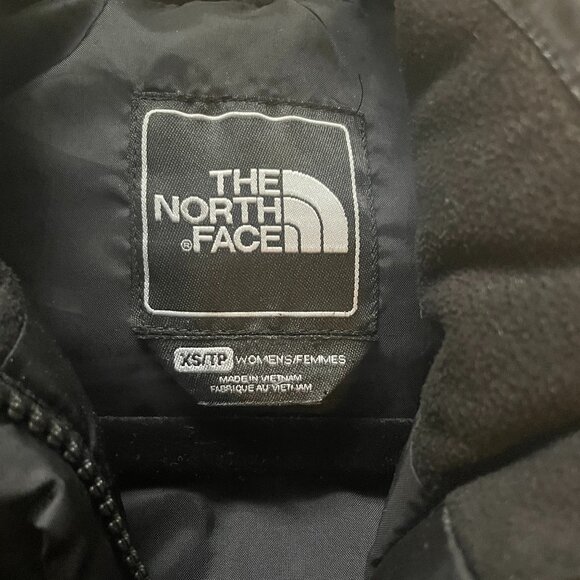 THE
NORTH
® FACE
XS/TP WOMENS/FEMMES
MADE IN VIETNAM
FABRIQUE AU VIETNAM